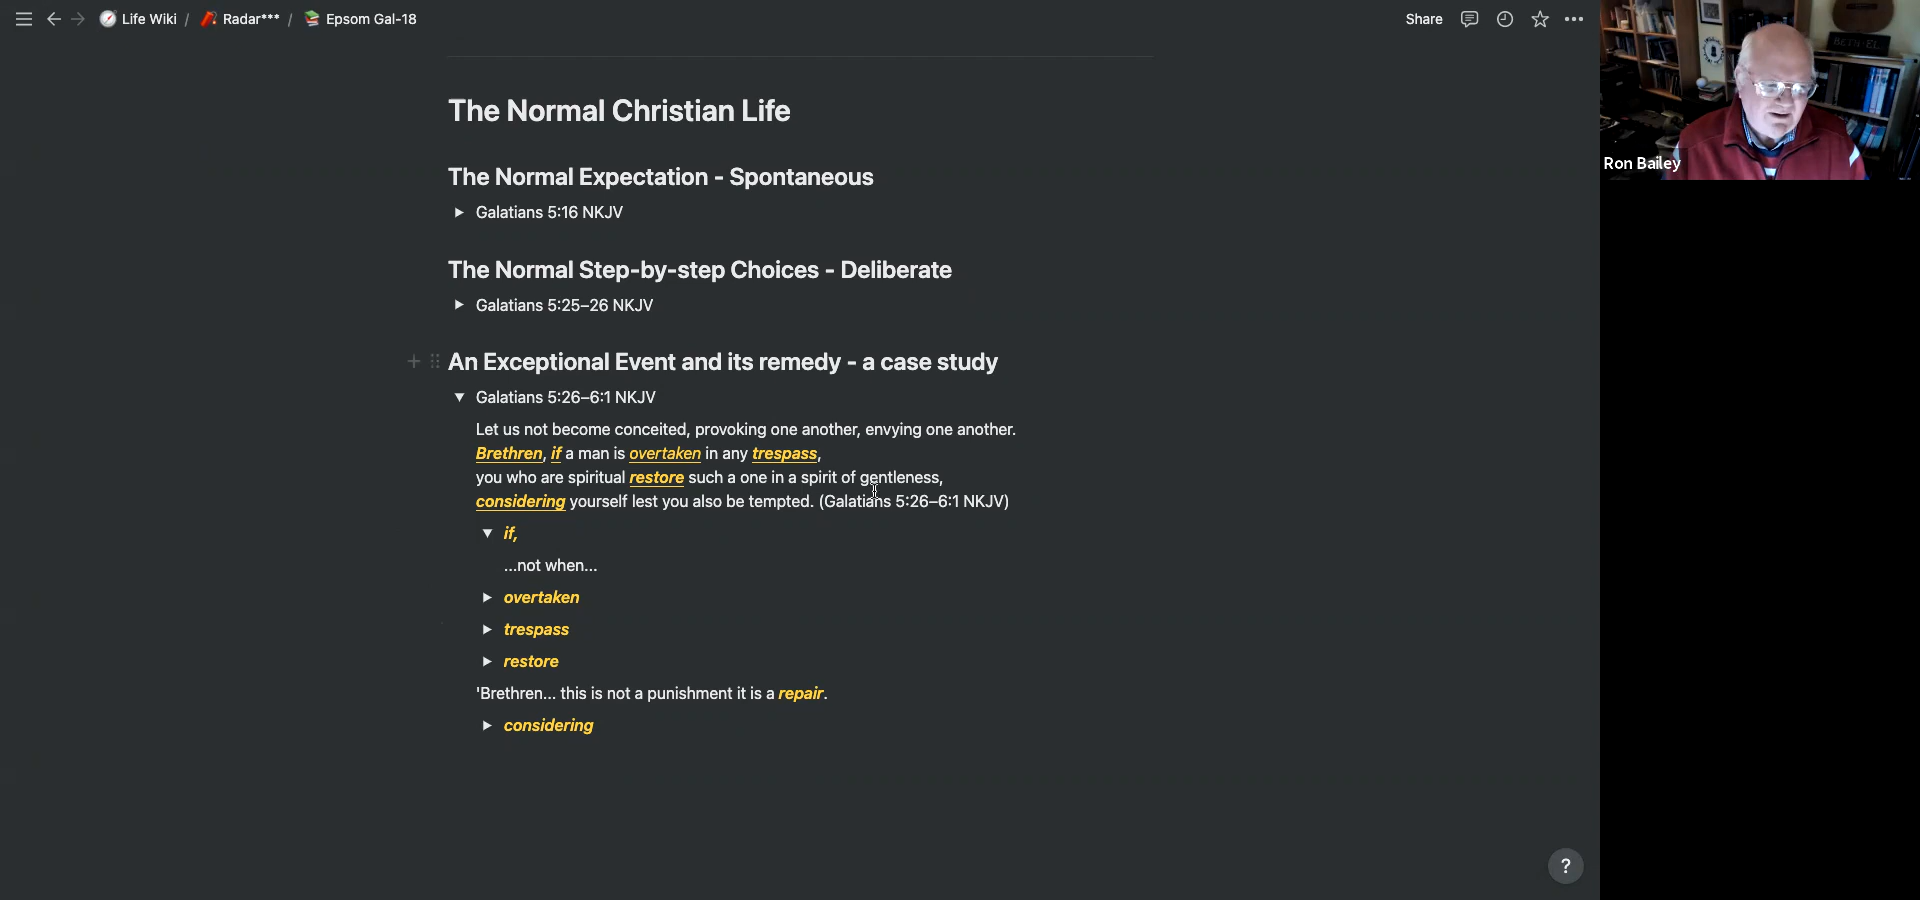 Life Wiki / Radar*** / Epsom Gal-18
Share
BETH-EL
Ron Bailey
The Normal Christian Life
The Normal Expectation - Spontaneous
Galatians 5:16 NKJV
The Normal Step-by-step Choices - Deliberate
Galatians 5:25–26 NKJV
An Exceptional Event and its remedy - a case study
Galatians 5:26–6:1 NKJV
Let us not become conceited, provoking one another, envying one another.
Brethren, if a man is overtaken in any trespass,
you who are spiritual restore such a one in a spirit of gentleness,
considering yourself lest you also be tempted. (Galatians 5:26–6:1 NKJV)
if,
...not when...
overtaken
trespass
restore
'Brethren... this is not a punishment it is a repair.
considering
?